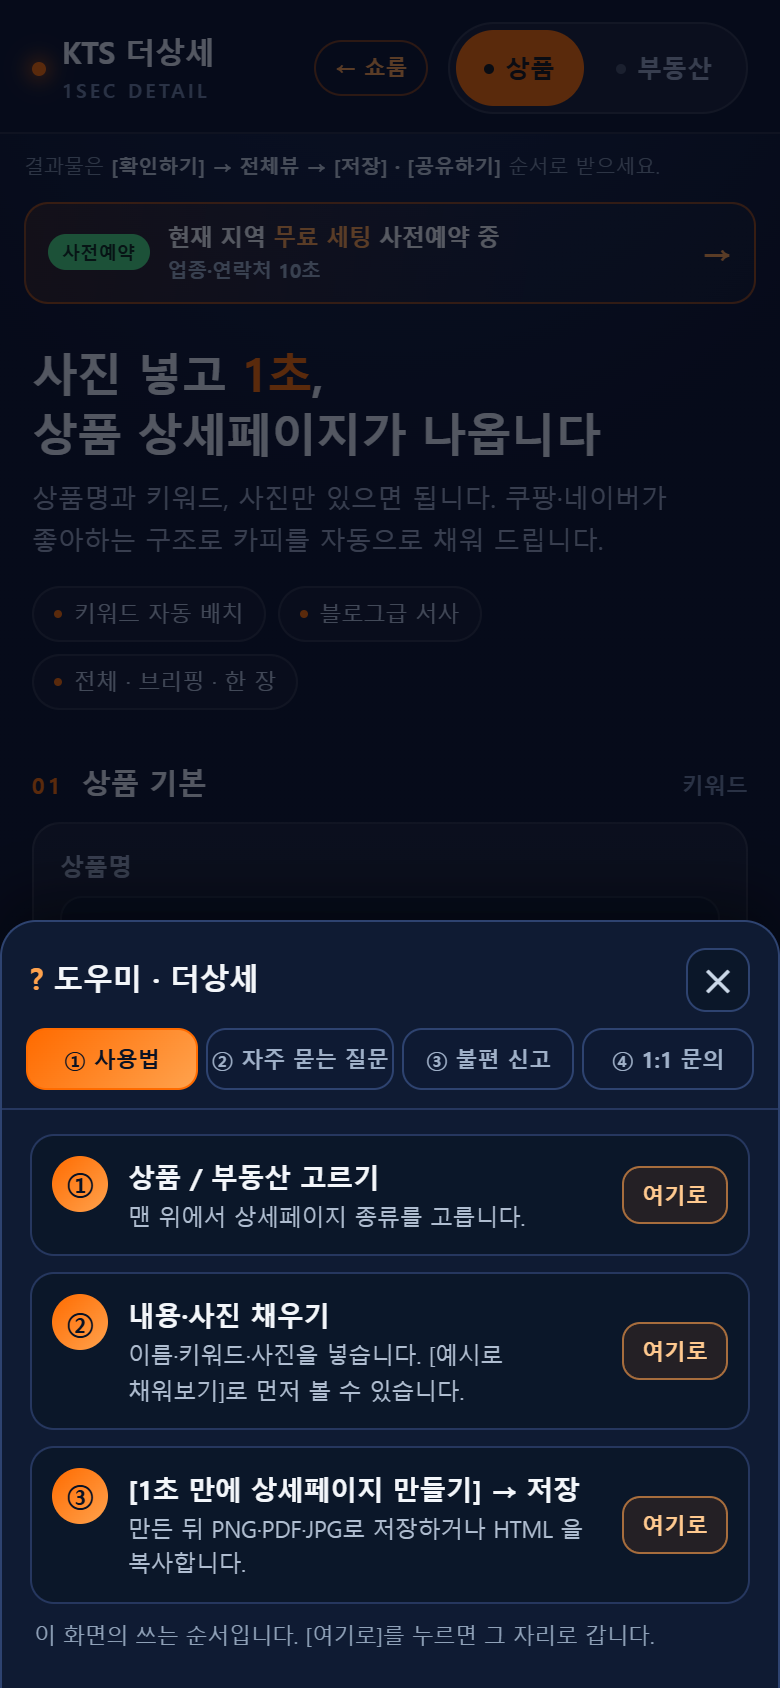 KTS 더상세
1SEC DETAIL
← 쇼룸
상품
부동산
결과물은 [확인하기] → 전체뷰 → [저장] · [공유하기] 순서로 받으세요.
사전예약
현재 지역 무료 세팅 사전예약 중
업종·연락처 10초
→
사진 넣고 1초,
상품 상세페이지가 나옵니다
상품명과 키워드, 사진만 있으면 됩니다. 쿠팡·네이버가
좋아하는 구조로 카피를 자동으로 채워 드립니다.
키워드 자동 배치
블로그급 서사
전체 · 브리핑 · 한 장
01 상품 기본
키워드
상품명
? 도우미 · 더상세
① 사용법
② 자주 묻는 질문
③ 불편 신고
④ 1:1 문의
①
상품 / 부동산 고르기
맨 위에서 상세페이지 종류를 고릅니다.
여기로
②
내용·사진 채우기
이름·키워드·사진을 넣습니다. [예시로
채워보기]로 먼저 볼 수 있습니다.
여기로
③
[1초 만에 상세페이지 만들기] → 저장
만든 뒤 PNG·PDF·JPG로 저장하거나 HTML 을
복사합니다.
여기로
이 화면의 쓰는 순서입니다. [여기로]를 누르면 그 자리로 갑니다.